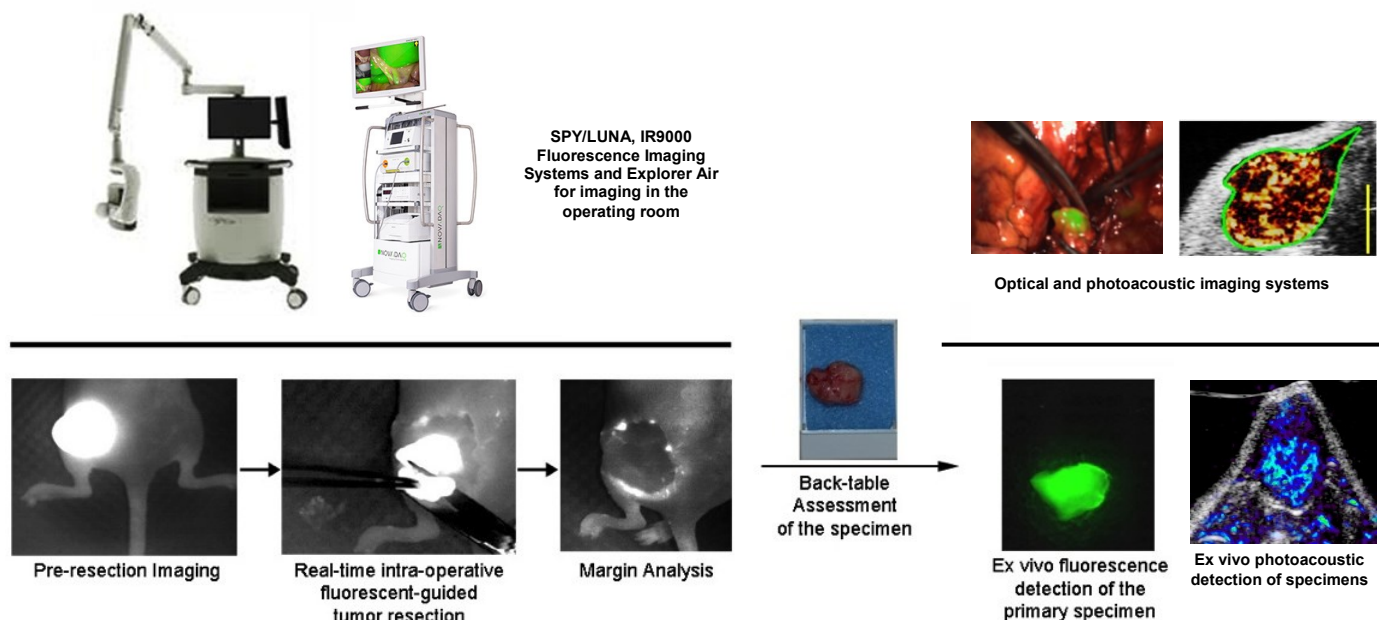 SPY/LUNA, IR9000
Fluorescence Imaging
Systems and Explorer Air
for imaging in the
operating room
Optical and photoacoustic imaging systems
NOVADAQ
Pre-resection Imaging
Real-time intra-operative
fluorescent-guided
tumor resection
Margin Analysis
Back-table
Assessment
of the specimen
Ex vivo fluorescence
detection of the
primary specimen
Ex vivo photoacoustic
detection of specimens